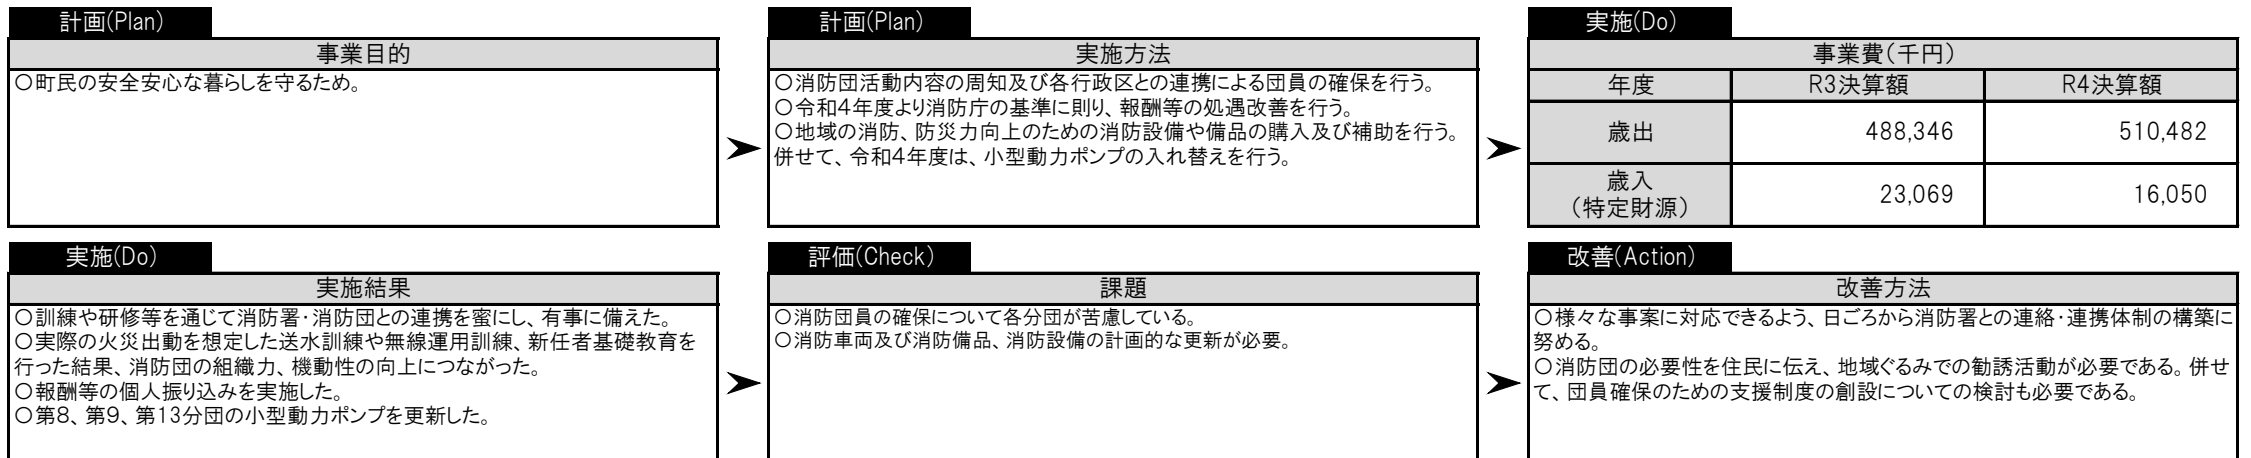 計画(Plan)
事業目的
○町民の安全安心な暮らしを守るため。
計画(Plan)
実施方法
○消防団活動内容の周知及び各行政区との連携による団員の確保を行う。
○令和4年度より消防庁の基準に則り、報酬等の処遇改善を行う。
○地域の消防、防災力向上のための消防設備や備品の購入及び補助を行う。
併せて、令和4年度は、小型動力ポンプの入れ替えを行う。
実施(Do)
事業費(千円)
年度 R3決算額 R4決算額
歳出 488,346 510,482
歳入
(特定財源) 23,069 16,050
実施(Do)
実施結果
○訓練や研修等を通じて消防署・消防団との連携を蜜にし、有事に備えた。
○実際の火災出動を想定した送水訓練や無線運用訓練、新任者基礎教育を
行った結果、消防団の組織力、機動性の向上につながった。
○報酬等の個人振り込みを実施した。
○第8、第9、第13分団の小型動力ポンプを更新した。
評価(Check)
課題
○消防団員の確保について各分団が苦慮している。
○消防車両及び消防備品、消防設備の計画的な更新が必要。
改善(Action)
改善方法
○様々な事案に対応できるよう、日ごろから消防署との連絡・連携体制の構築に
努める。
○消防団の必要性を住民に伝え、地域ぐるみでの勧誘活動が必要である。併せ
て、団員確保のための支援制度の創設についての検討も必要である。